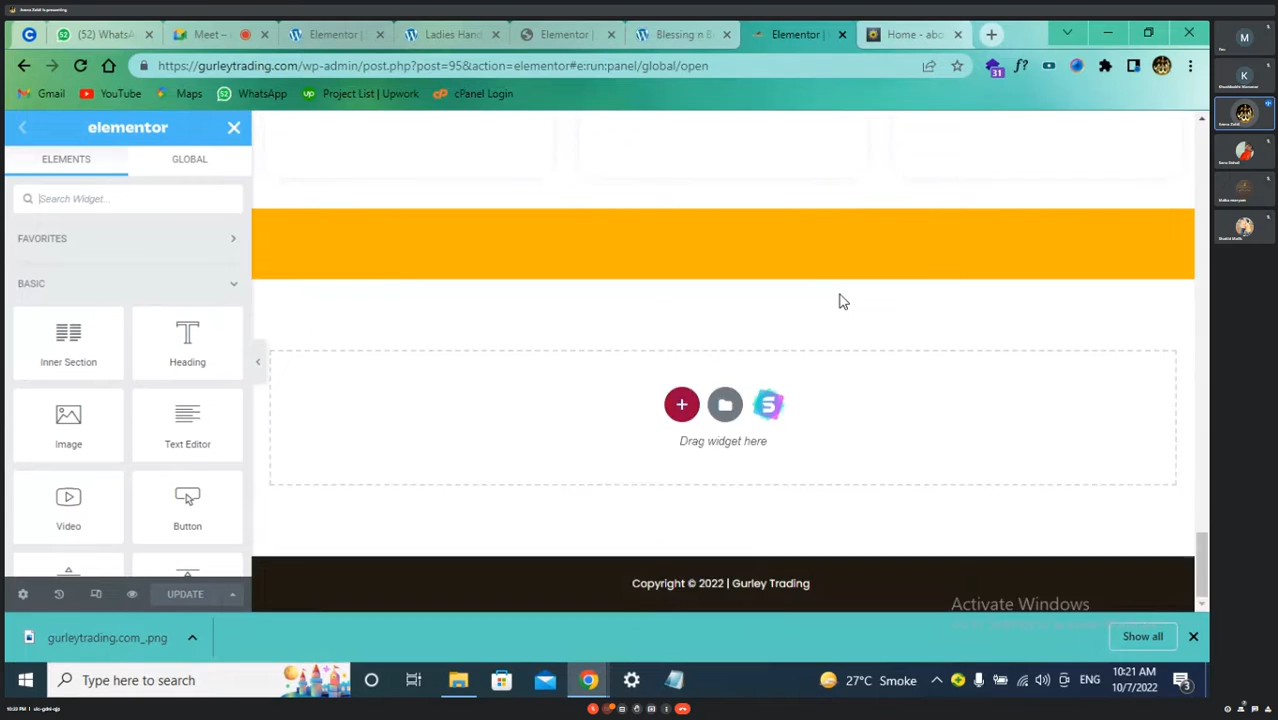 (52) WhatsA
Meet –
Elementor |
Ladies Hand
Elementor |
Blessing n B
Elementor |
Home - abo
https://gurleytrading.com/wp-admin/post.php?post=95&action=elementor#e:run:panel/global/open
31
f?
Gmail
YouTube
Maps
WhatsApp
Project List | Upwork
cPanel Login
elementor
ELEMENTS
GLOBAL
Search Widget...
FAVORITES
BASIC
Inner Section
Heading
Image
Text Editor
Video
Button
Drag widget here
UPDATE
Copyright © 2022 | Gurley Trading
Activate Windows
gurleytrading.com_.png
Show all
Type here to search
27°C Smoke
ENG
10:21 AM
10/7/2022
3
M
K